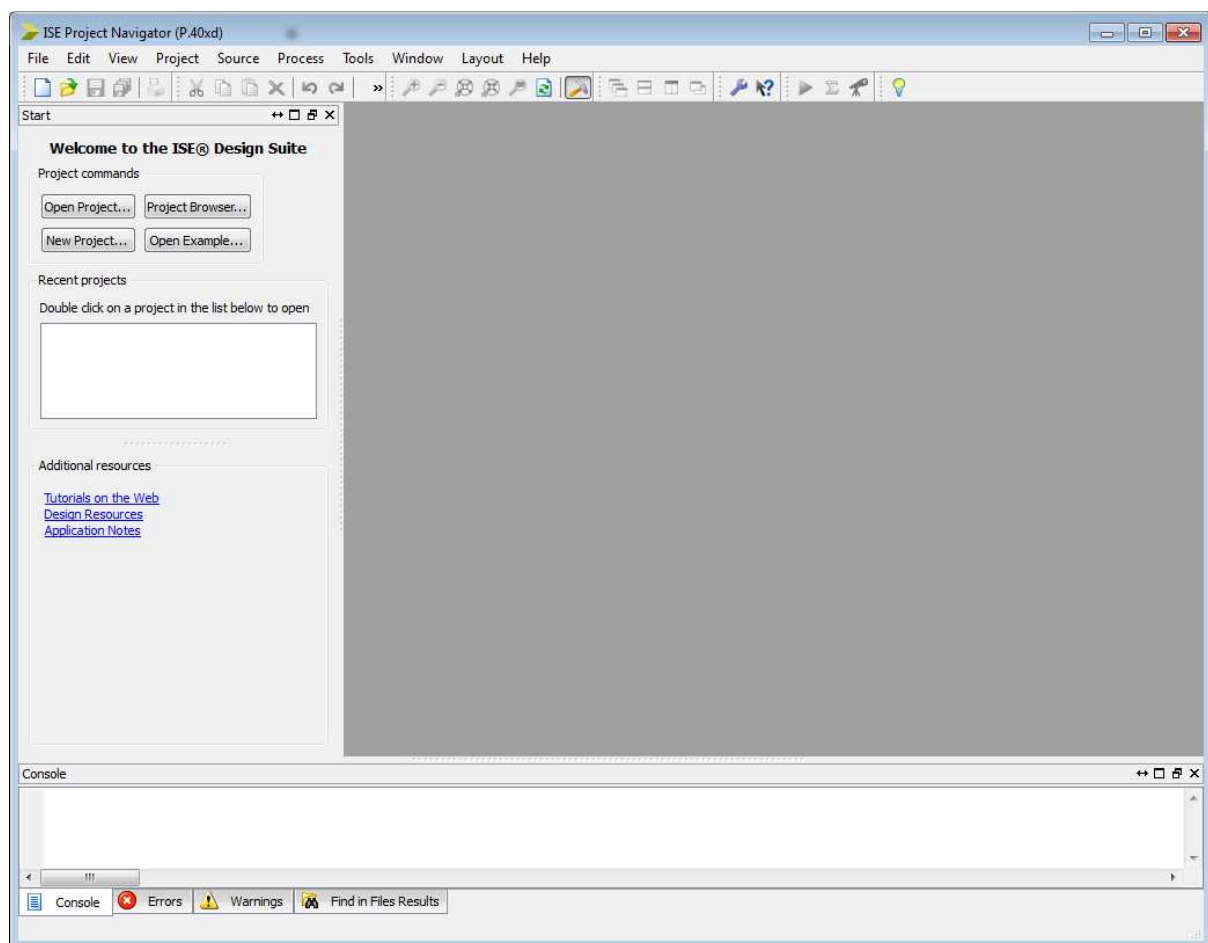 ISE Project Navigator (P.40xd)
File Edit View Project Source Process Tools Window Layout Help
»
Start
Welcome to the ISE® Design Suite
Project commands
Open Project... Project Browser...
New Project... Open Example...
Recent projects
Double click on a project in the list below to open
Additional resources
Tutorials on the Web
Design Resources
Application Notes
Console
Console Errors Warnings Find in Files Results